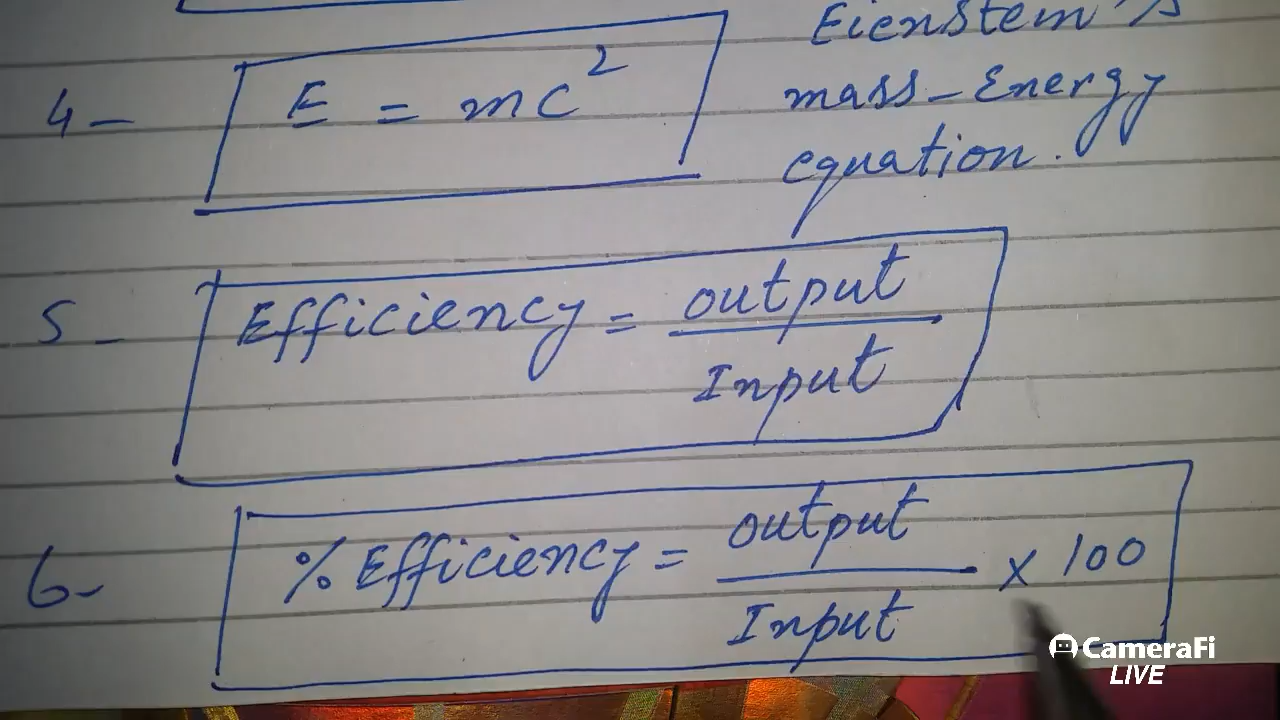 Eienstein's
4- E = mc²
mass-Energy
equation.
5- Efficiency = output
Input
6- % Efficiency = output × 100
Input
CameraFi
LIVE